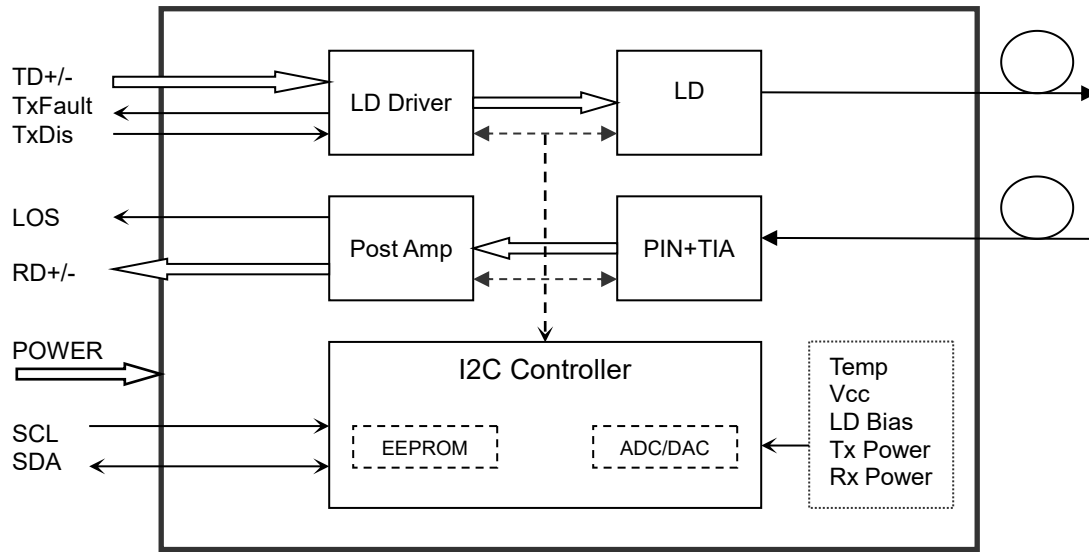 TD+/-
TxFault
TxDis
LD Driver
LD
LOS
RD+/-
Post Amp
PIN+TIA
POWER
I2C Controller
SCL
SDA
EEPROM
ADC/DAC
Temp
Vcc
LD Bias
Tx Power
Rx Power